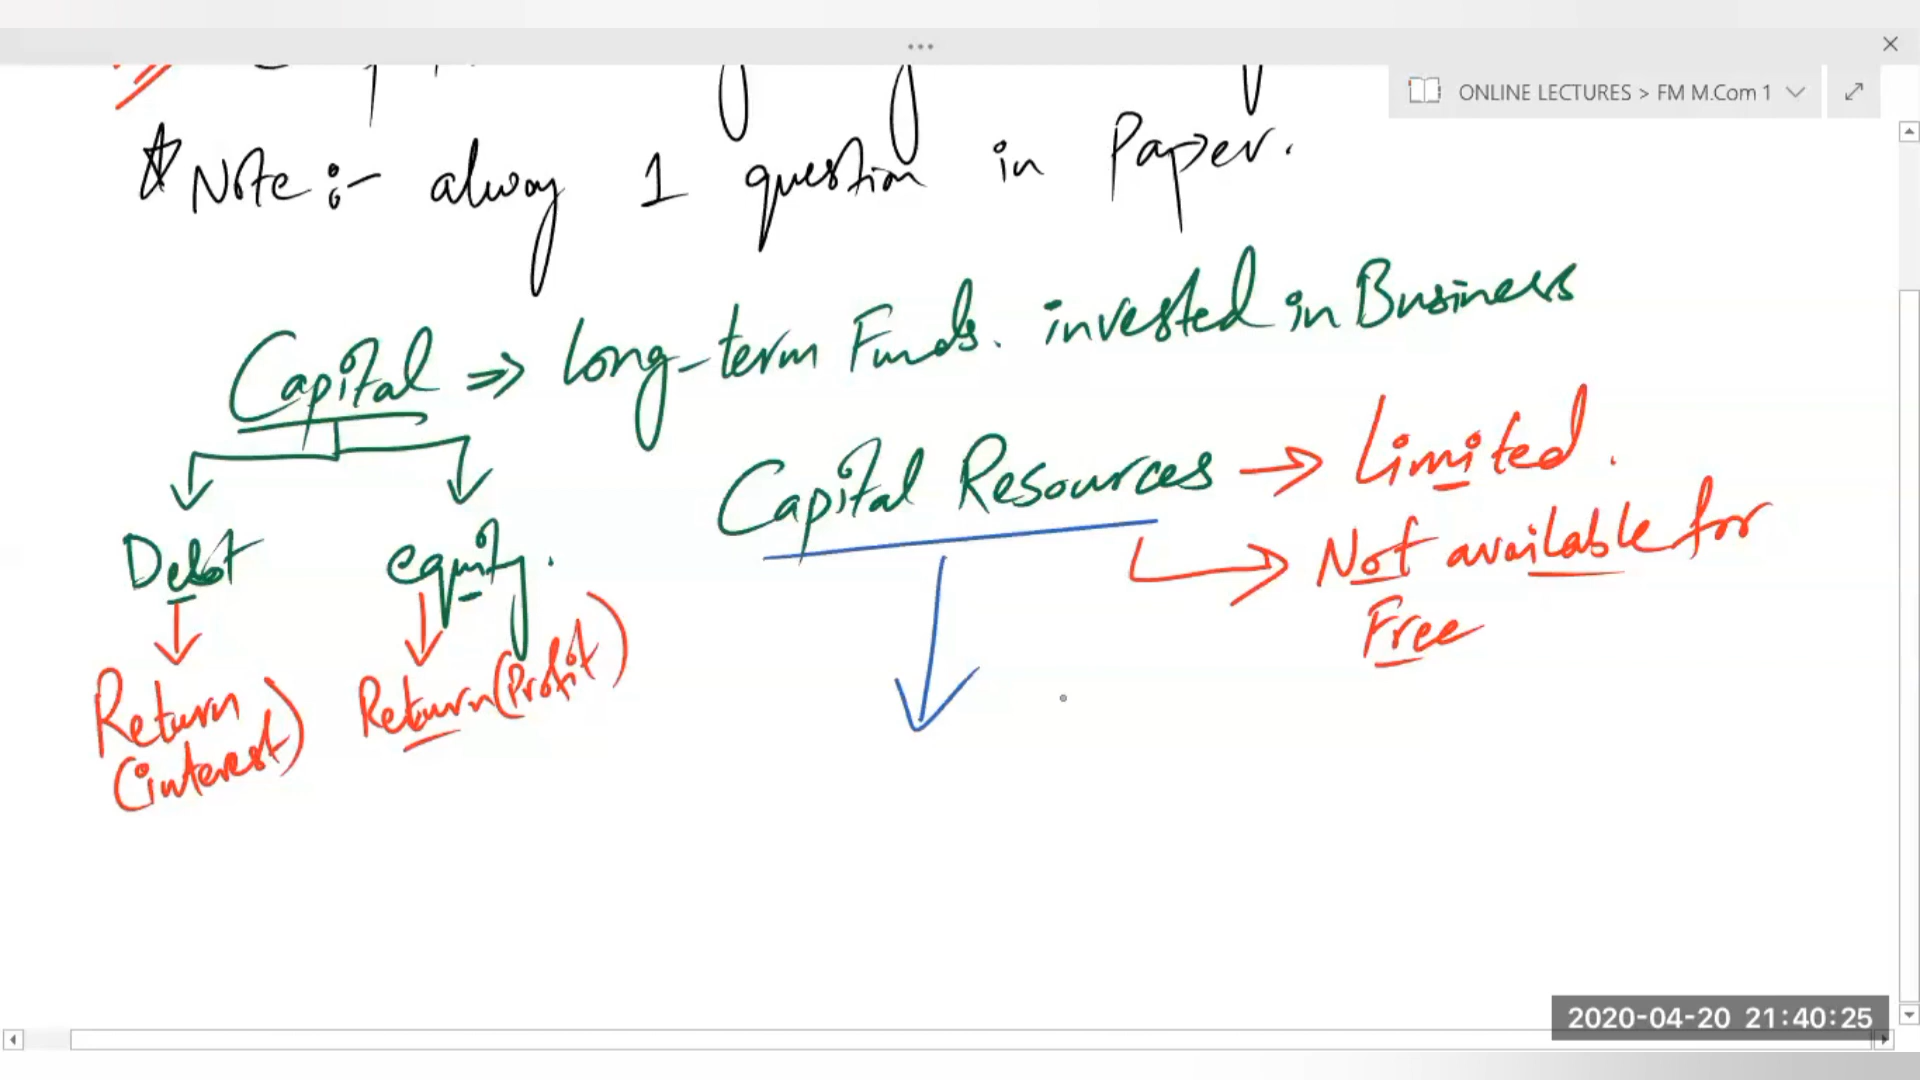 ...
ONLINE LECTURES > FM M.Com 1
Note :- alway 1 question in Paper.
Capital ⇒ Long-term Funds. invested in Business
Capital Resources → Limited.
Not available for
Free
Debt equity.
Return Return (Profit)
(interest)
2020-04-20 21:40:25